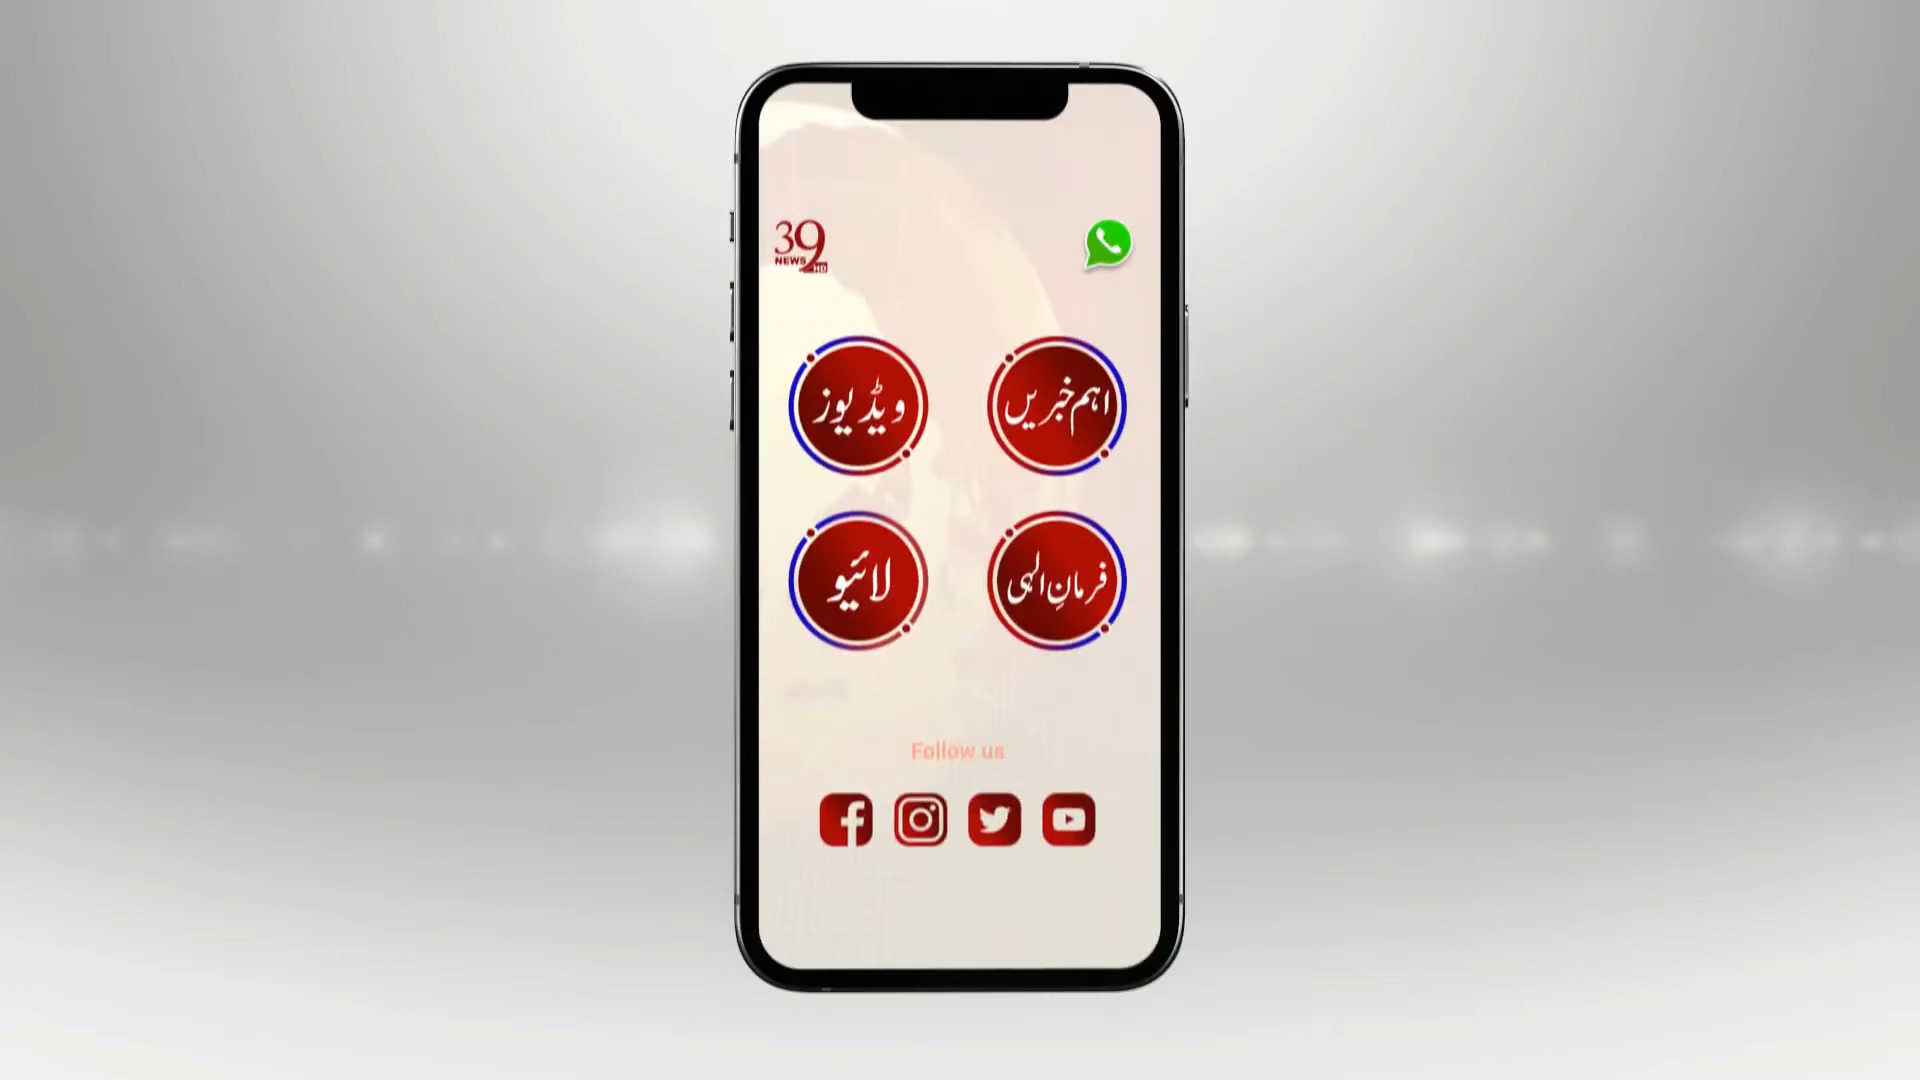 39
NEWS HD
اہم خبریں
ویڈیوز
فرمانِ الٰہی
لائیو
Follow us